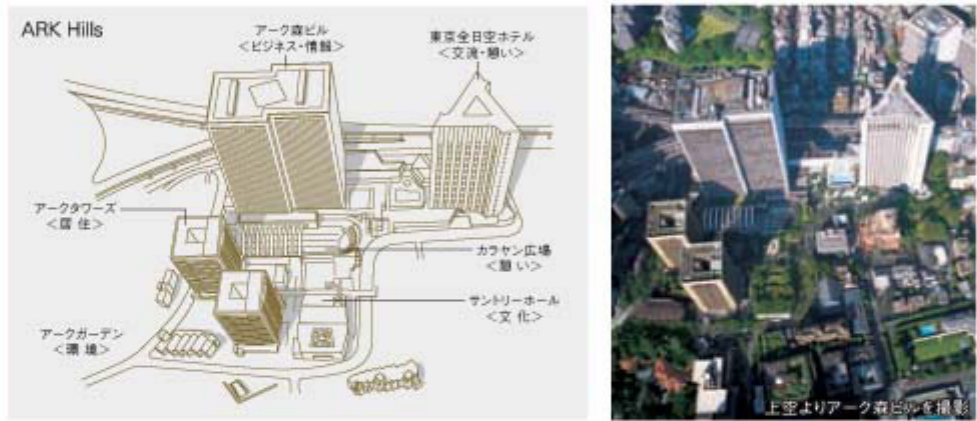 ARK Hills
アーク森ビル
<ビジネス・情報>
東京全日空ホテル
<交流・憩い>
アークタワーズ
<居 住>
カラヤン広場
<憩 い>
サントリーホール
<文 化>
アークガーデン
<環 境>
上空よりアーク森ビルを撮影